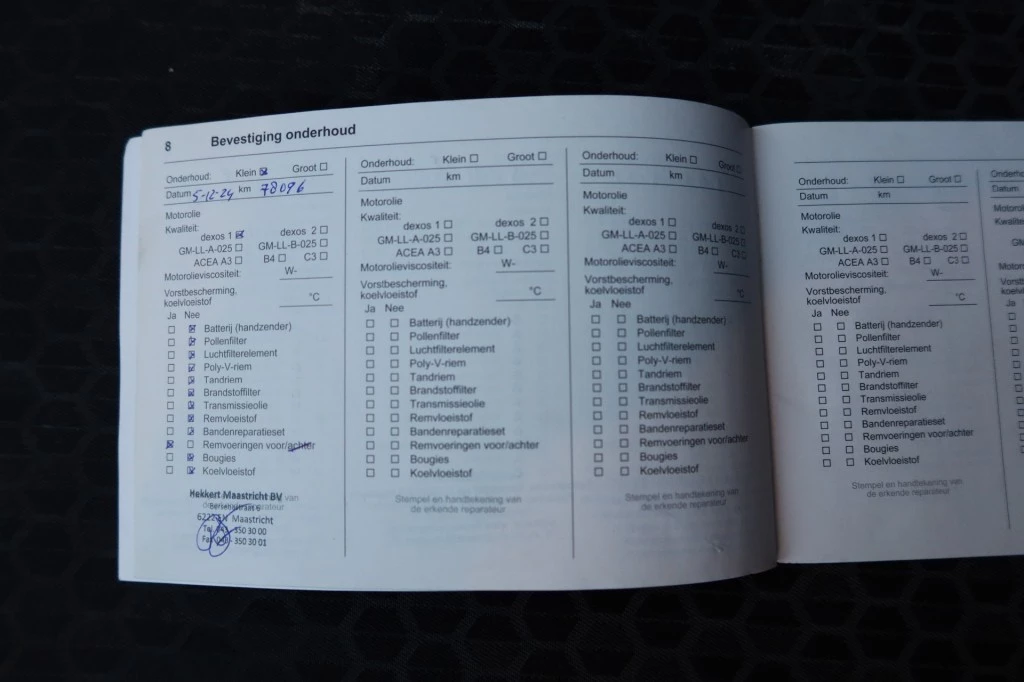 8 Bevestiging onderhoud
Onderhoud: Klein ☒ Groot ☐
Datum 5-12-24 km 78096
Motorolie
Kwaliteit:
dexos 1 ☒ dexos 2 ☐
GM-LL-A-025 ☐ GM-LL-B-025 ☐
ACEA A3 ☐ B4 ☐ C3 ☐
Motorolieviscositeit: W-
Vorstbescherming,
koelvloeistof °C
Ja Nee
☐ ☒ Batterij (handzender)
☐ ☒ Pollenfilter
☐ ☒ Luchtfilterelement
☐ ☒ Poly-V-riem
☐ ☒ Tandriem
☐ ☒ Brandstoffilter
☐ ☒ Transmissieolie
☐ ☒ Remvloeistof
☐ ☒ Bandenreparatieset
☒ ☐ Remvoeringen voor/achter
☐ ☒ Bougies
☐ ☒ Koelvloeistof
Hekkert Maastricht BV
Maastricht
350 30 00
350 30 01
Onderhoud: Klein ☐ Groot ☐
Datum km
Motorolie
Kwaliteit:
dexos 1 ☐ dexos 2 ☐
GM-LL-A-025 ☐ GM-LL-B-025 ☐
ACEA A3 ☐ B4 ☐ C3 ☐
Motorolieviscositeit: W-
Vorstbescherming,
koelvloeistof °C
Ja Nee
☐ ☐ Batterij (handzender)
☐ ☐ Pollenfilter
☐ ☐ Luchtfilterelement
☐ ☐ Poly-V-riem
☐ ☐ Tandriem
☐ ☐ Brandstoffilter
☐ ☐ Transmissieolie
☐ ☐ Remvloeistof
☐ ☐ Bandenreparatieset
☐ ☐ Remvoeringen voor/achter
☐ ☐ Bougies
☐ ☐ Koelvloeistof
Stempel en handtekening van
de erkende reparateur
Onderhoud: Klein ☐ Groot ☐
Datum km
Motorolie
Kwaliteit:
dexos 1 ☐ dexos 2 ☐
GM-LL-A-025 ☐ GM-LL-B-025 ☐
ACEA A3 ☐ B4 ☐ C3 ☐
Motorolieviscositeit: W-
Vorstbescherming,
koelvloeistof °C
Ja Nee
☐ ☐ Batterij (handzender)
☐ ☐ Pollenfilter
☐ ☐ Luchtfilterelement
☐ ☐ Poly-V-riem
☐ ☐ Tandriem
☐ ☐ Brandstoffilter
☐ ☐ Transmissieolie
☐ ☐ Remvloeistof
☐ ☐ Bandenreparatieset
☐ ☐ Remvoeringen voor/achter
☐ ☐ Bougies
☐ ☐ Koelvloeistof
Stempel en handtekening van
de erkende reparateur
Onderhoud: Klein ☐ Groot ☐
Datum km
Motorolie
Kwaliteit:
dexos 1 ☐ dexos 2 ☐
GM-LL-A-025 ☐ GM-LL-B-025 ☐
ACEA A3 ☐ B4 ☐ C3 ☐
Motorolieviscositeit: W-
Vorstbescherming,
koelvloeistof °C
Ja Nee
☐ ☐ Batterij (handzender)
☐ ☐ Pollenfilter
☐ ☐ Luchtfilterelement
☐ ☐ Poly-V-riem
☐ ☐ Tandriem
☐ ☐ Brandstoffilter
☐ ☐ Transmissieolie
☐ ☐ Remvloeistof
☐ ☐ Bandenreparatieset
☐ ☐ Remvoeringen voor/achter
☐ ☐ Bougies
☐ ☐ Koelvloeistof
Stempel en handtekening van
de erkende reparateur
Datum
Ja